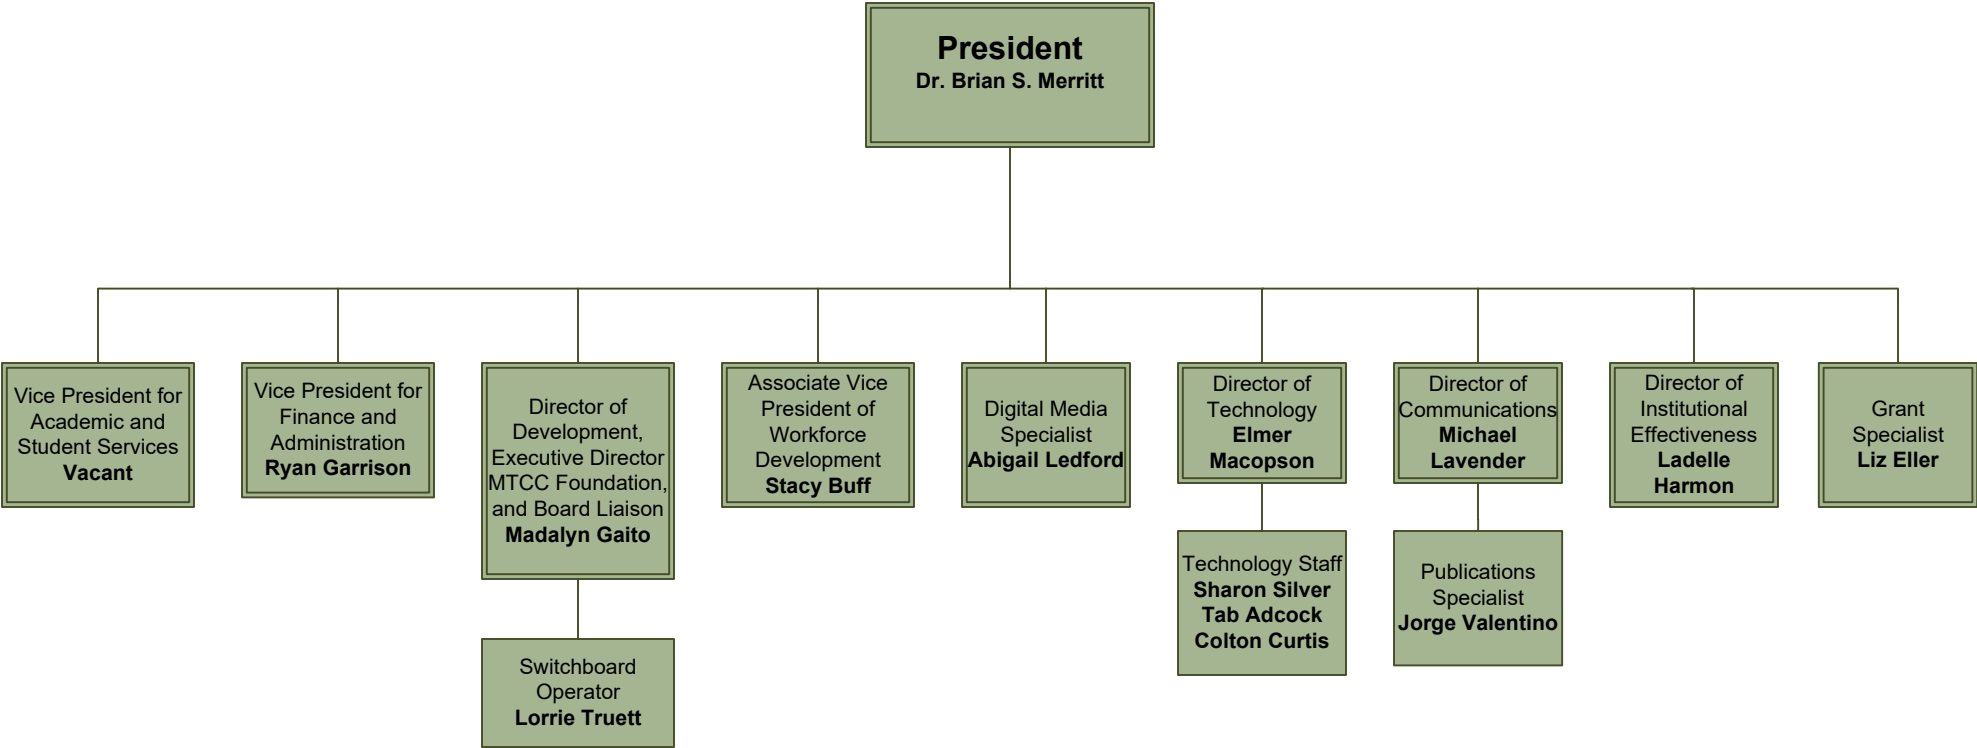 President
Dr. Brian S. Merritt
Vice President for
Academic and
Student Services
Vacant
Vice President for
Finance and
Administration
Ryan Garrison
Director of
Development,
Executive Director
MTCC Foundation,
and Board Liaison
Madalyn Gaito
Associate Vice
President of
Workforce
Development
Stacy Buff
Digital Media
Specialist
Abigail Ledford
Director of
Technology
Elmer
Macopson
Director of
Communications
Michael
Lavender
Director of
Institutional
Effectiveness
Ladelle
Harmon
Grant
Specialist
Liz Eller
Technology Staff
Sharon Silver
Tab Adcock
Colton Curtis
Publications
Specialist
Jorge Valentino
Switchboard
Operator
Lorrie Truett